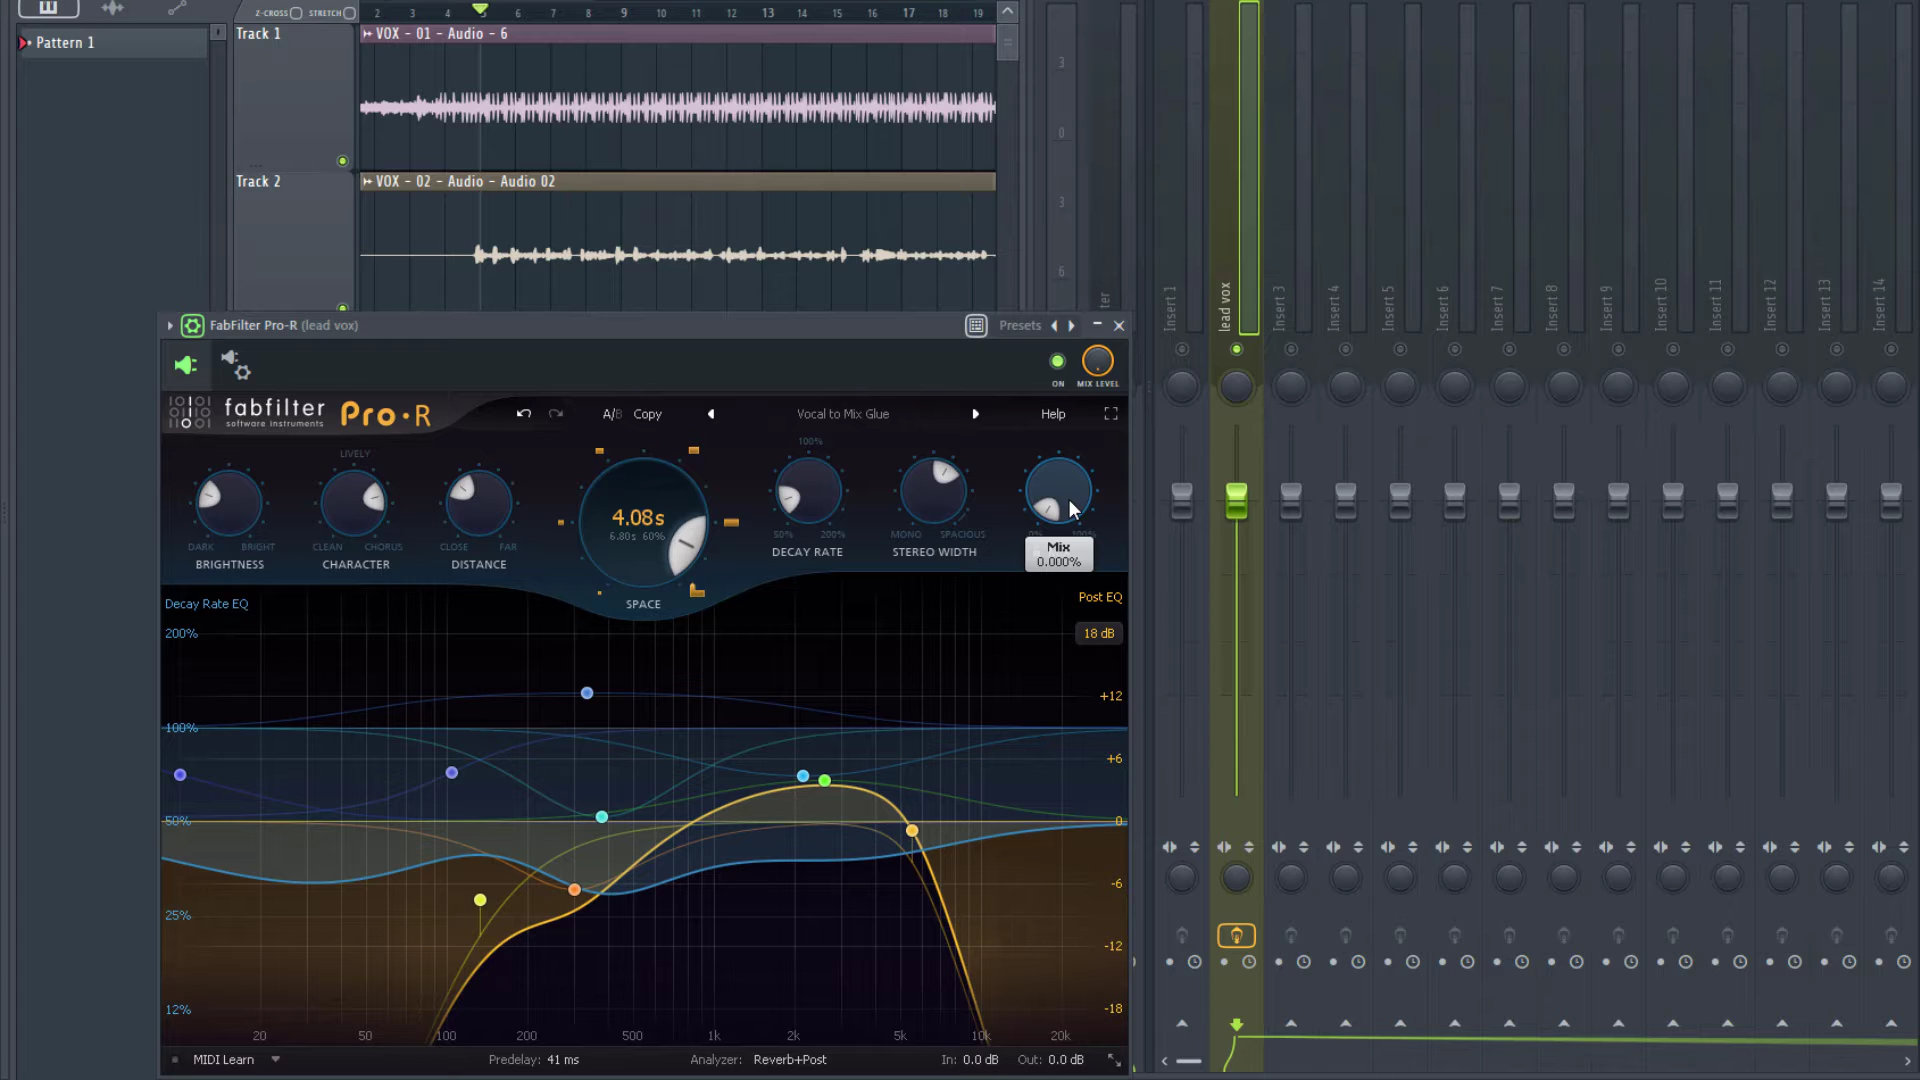 Z-CROSS STRETCH 2 3 4 5 6 7 8 9 10 11 12 13 14 15 16 17 18 19
Pattern 1
Track 1
VOX - 01 - Audio - 6
Track 2
VOX - 02 - Audio - Audio 02
3
0
3
6
ter
Insert 1
lead vox
Insert 3
Insert 4
Insert 5
Insert 6
Insert 7
Insert 8
Insert 9
Insert 10
Insert 11
Insert 12
Insert 13
Insert 14
FabFilter Pro-R (lead vox)
Presets
ON
MIX LEVEL
fabfilter
software instruments
Pro·R
A/B Copy
Vocal to Mix Glue
Help
LIVELY
100%
DARK BRIGHT
BRIGHTNESS
CLEAN CHORUS
CHARACTER
CLOSE FAR
DISTANCE
4.08s
6.80s 60%
SPACE
50% 200%
DECAY RATE
MONO SPACIOUS
STEREO WIDTH
0% 100%
Mix
0.000%
Decay Rate EQ
Post EQ
200%
18 dB
+12
100%
+6
50%
0
-6
25%
-12
12%
-18
20 50 100 200 500 1k 2k 5k 10k 20k
MIDI Learn
Predelay: 41 ms
Analyzer: Reverb+Post
In: 0.0 dB
Out: 0.0 dB